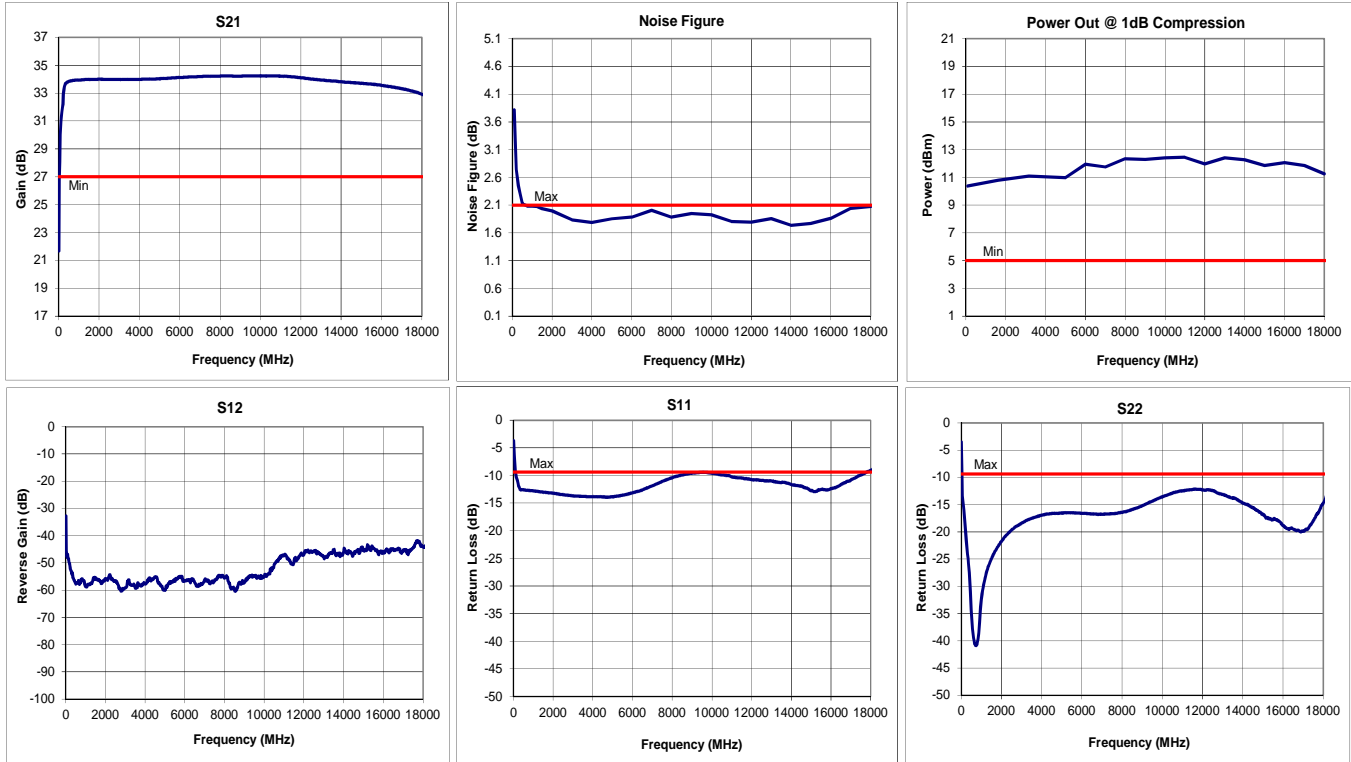 S21
Gain (dB)
37
35
33
31
29
27
25
23
21
19
17
Min
0 2000 4000 6000 8000 10000 12000 14000 16000 18000
Frequency (MHz)
Noise Figure
Noise Figure (dB)
5.1
4.6
4.1
3.6
3.1
2.6
2.1
1.6
1.1
0.6
0.1
Max
0 2000 4000 6000 8000 10000 12000 14000 16000 18000
Frequency (MHz)
Power Out @ 1dB Compression
Power (dBm)
21
19
17
15
13
11
9
7
5
3
1
Min
0 2000 4000 6000 8000 10000 12000 14000 16000 18000
Frequency (MHz)
S12
Reverse Gain (dB)
0
-10
-20
-30
-40
-50
-60
-70
-80
-90
-100
0 2000 4000 6000 8000 10000 12000 14000 16000 18000
Frequency (MHz)
S11
Return Loss (dB)
0
-5
-10
-15
-20
-25
-30
-35
-40
-45
-50
Max
0 2000 4000 6000 8000 10000 12000 14000 16000 18000
Frequency (MHz)
S22
Return Loss (dB)
0
-5
-10
-15
-20
-25
-30
-35
-40
-45
-50
Max
0 2000 4000 6000 8000 10000 12000 14000 16000 18000
Frequency (MHz)